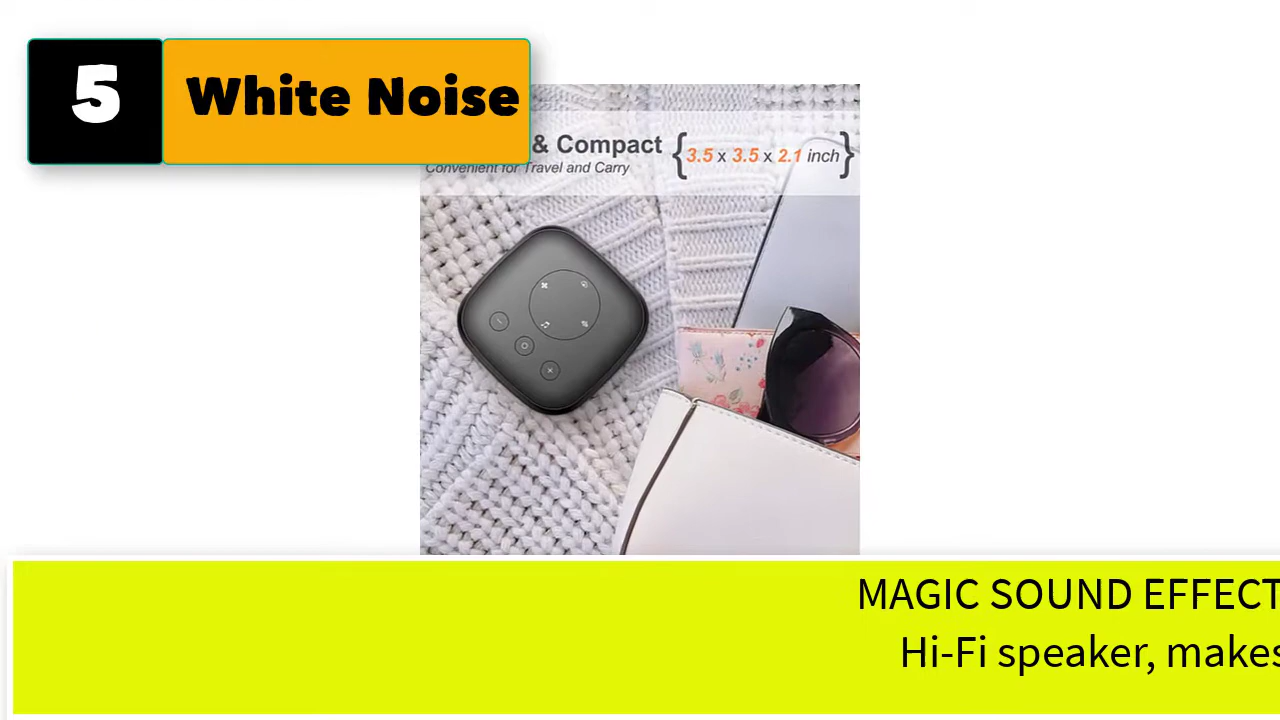 5
White Noise
& Compact
{3.5 x 3.5 x 2.1 inch}
Convenient for Travel and Carry
MAGIC SOUND EFFECT
Hi-Fi speaker, makes